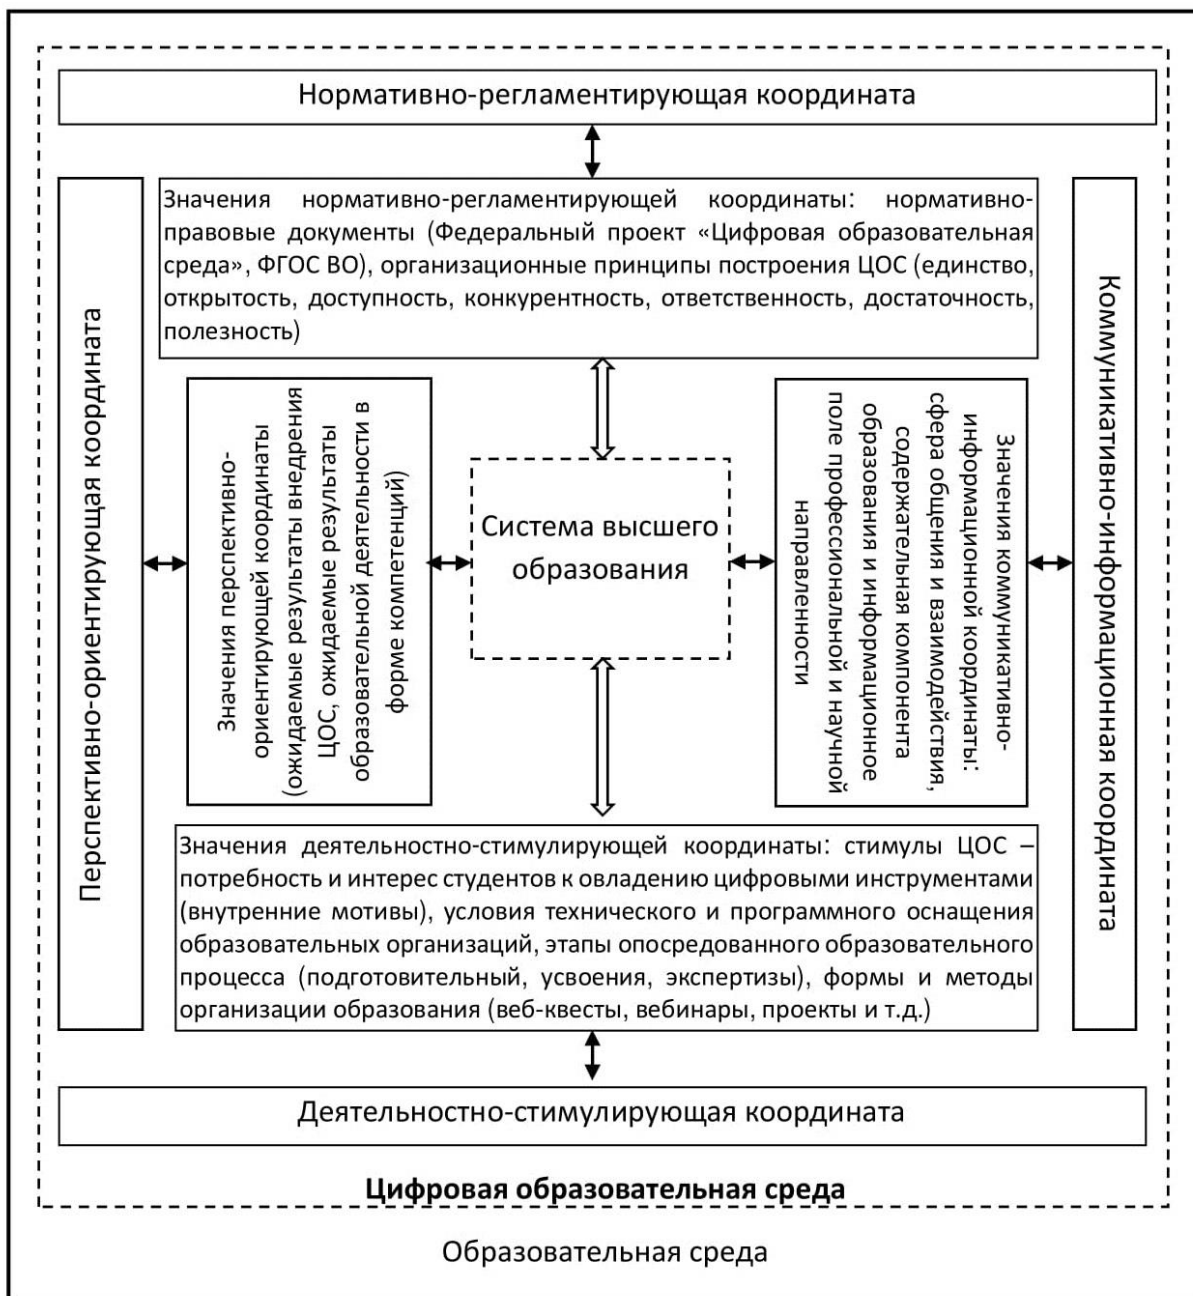 Нормативно-регламентирующая координата
Значения нормативно-регламентирующей координаты: нормативно-
правовые документы (Федеральный проект «Цифровая образовательная
среда», ФГОС ВО), организационные принципы построения ЦОС (единство,
открытость, доступность, конкурентность, ответственность, достаточность,
полезность)
Перспективно-ориентирующая координата
Значения перспективно-
ориентирующей координаты
(ожидаемые результаты внедрения
ЦОС, ожидаемые результаты
образовательной деятельности в
форме компетенций)
Система высшего
образования
Значения коммуникативно-
информационной координаты:
сфера общения и взаимодействия,
содержательная компонента
образования и информационное
поле профессиональной и научной
направленности
Коммуникативно-информационная координата
Значения деятельностно-стимулирующей координаты: стимулы ЦОС –
потребность и интерес студентов к овладению цифровыми инструментами
(внутренние мотивы), условия технического и программного оснащения
образовательных организаций, этапы опосредованного образовательного
процесса (подготовительный, усвоения, экспертизы), формы и методы
организации образования (веб-квесты, вебинары, проекты и т.д.)
Деятельностно-стимулирующая координата
Цифровая образовательная среда
Образовательная среда